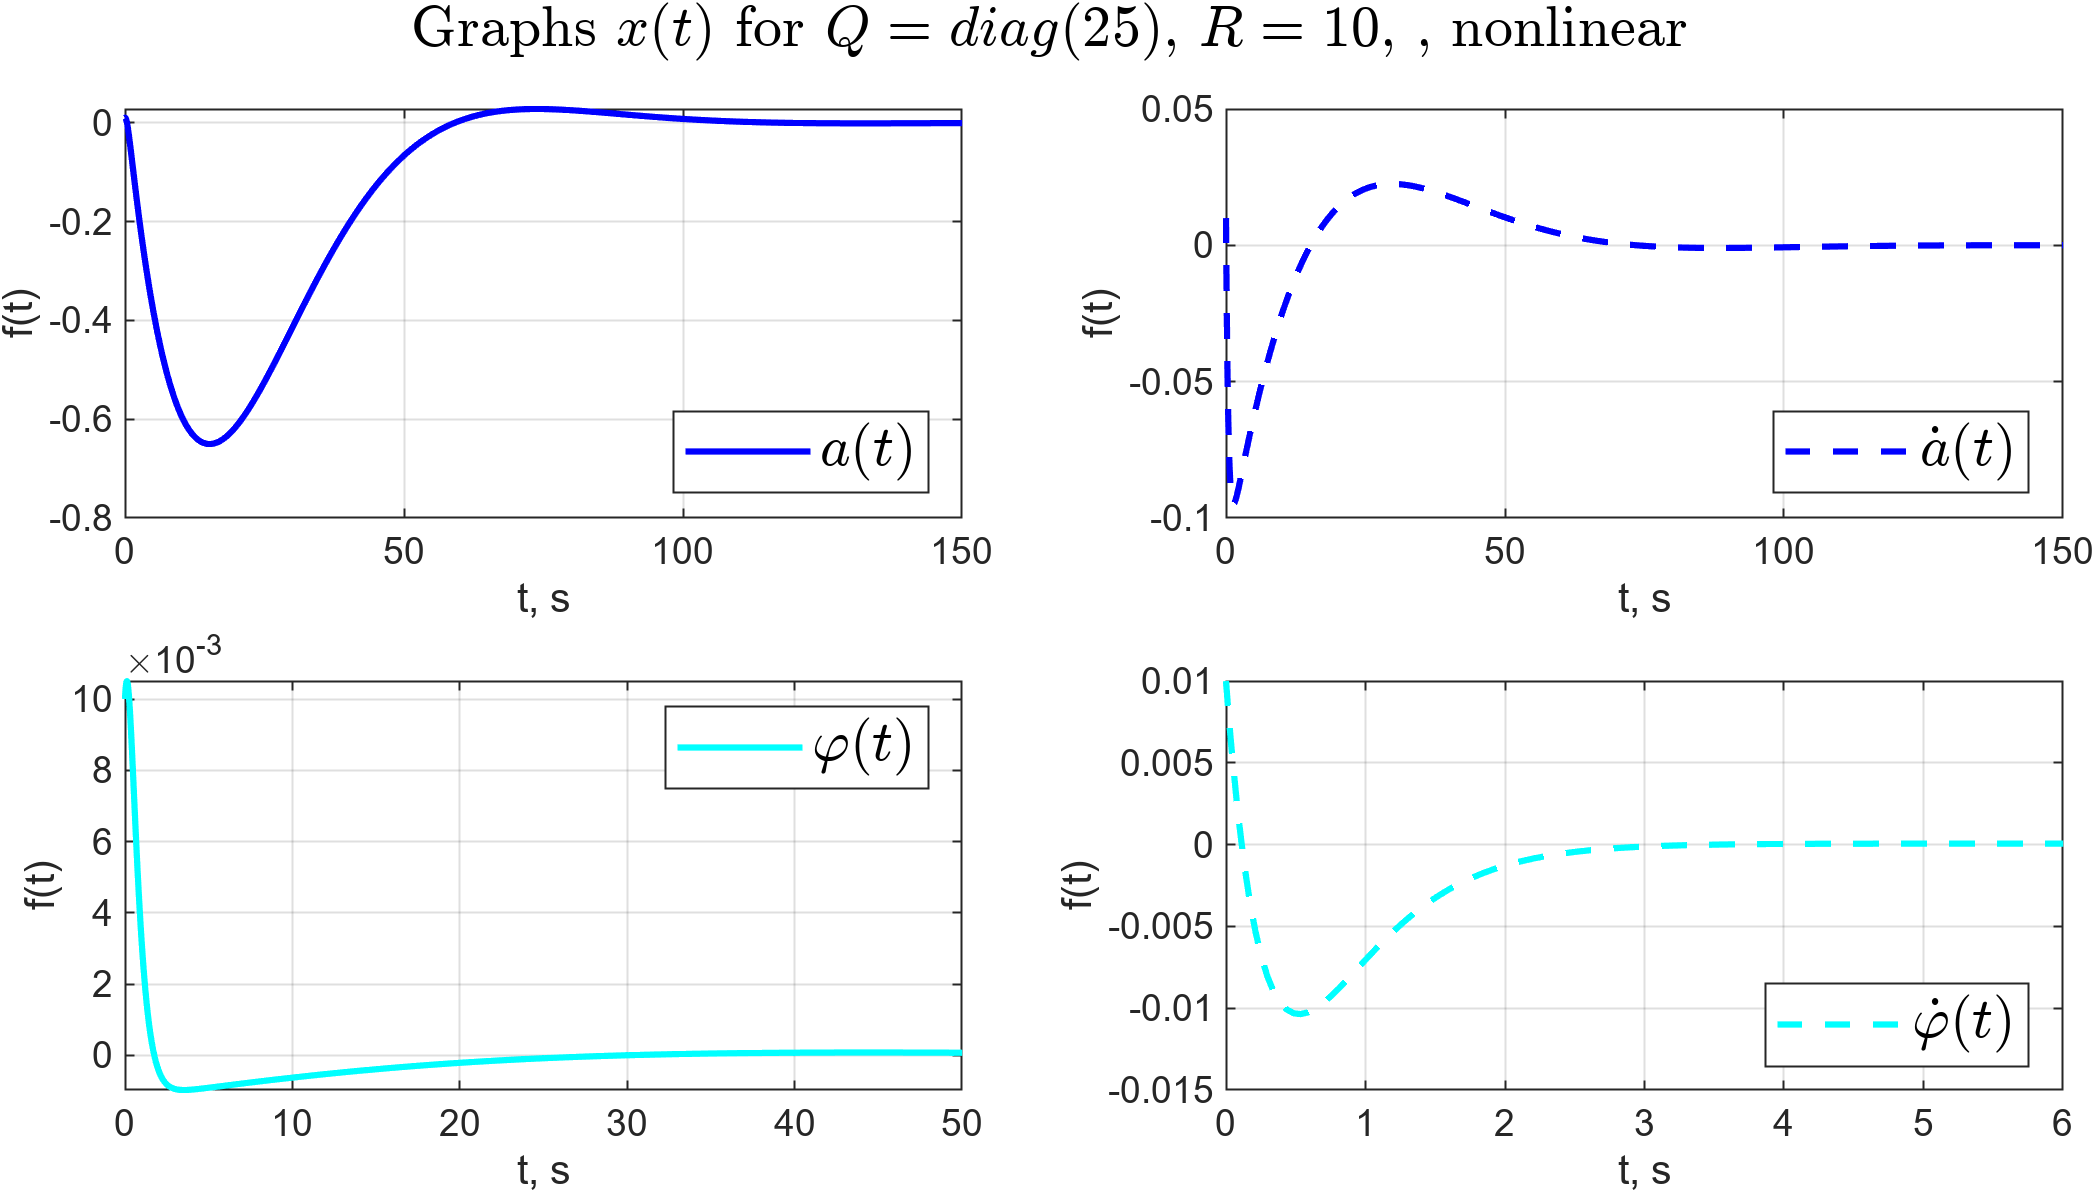 Graphs x(t) for Q = diag(25), R = 10, , nonlinear
0
-0.2
-0.4
-0.6
-0.8
f(t)
0 50 100 150
t, s
a(t)
0.05
0
-0.05
-0.1
f(t)
0 50 100 150
t, s
ȧ(t)
×10⁻³
10
8
6
4
2
0
f(t)
0 10 20 30 40 50
t, s
φ(t)
0.01
0.005
0
-0.005
-0.01
-0.015
f(t)
0 1 2 3 4 5 6
t, s
φ̇(t)